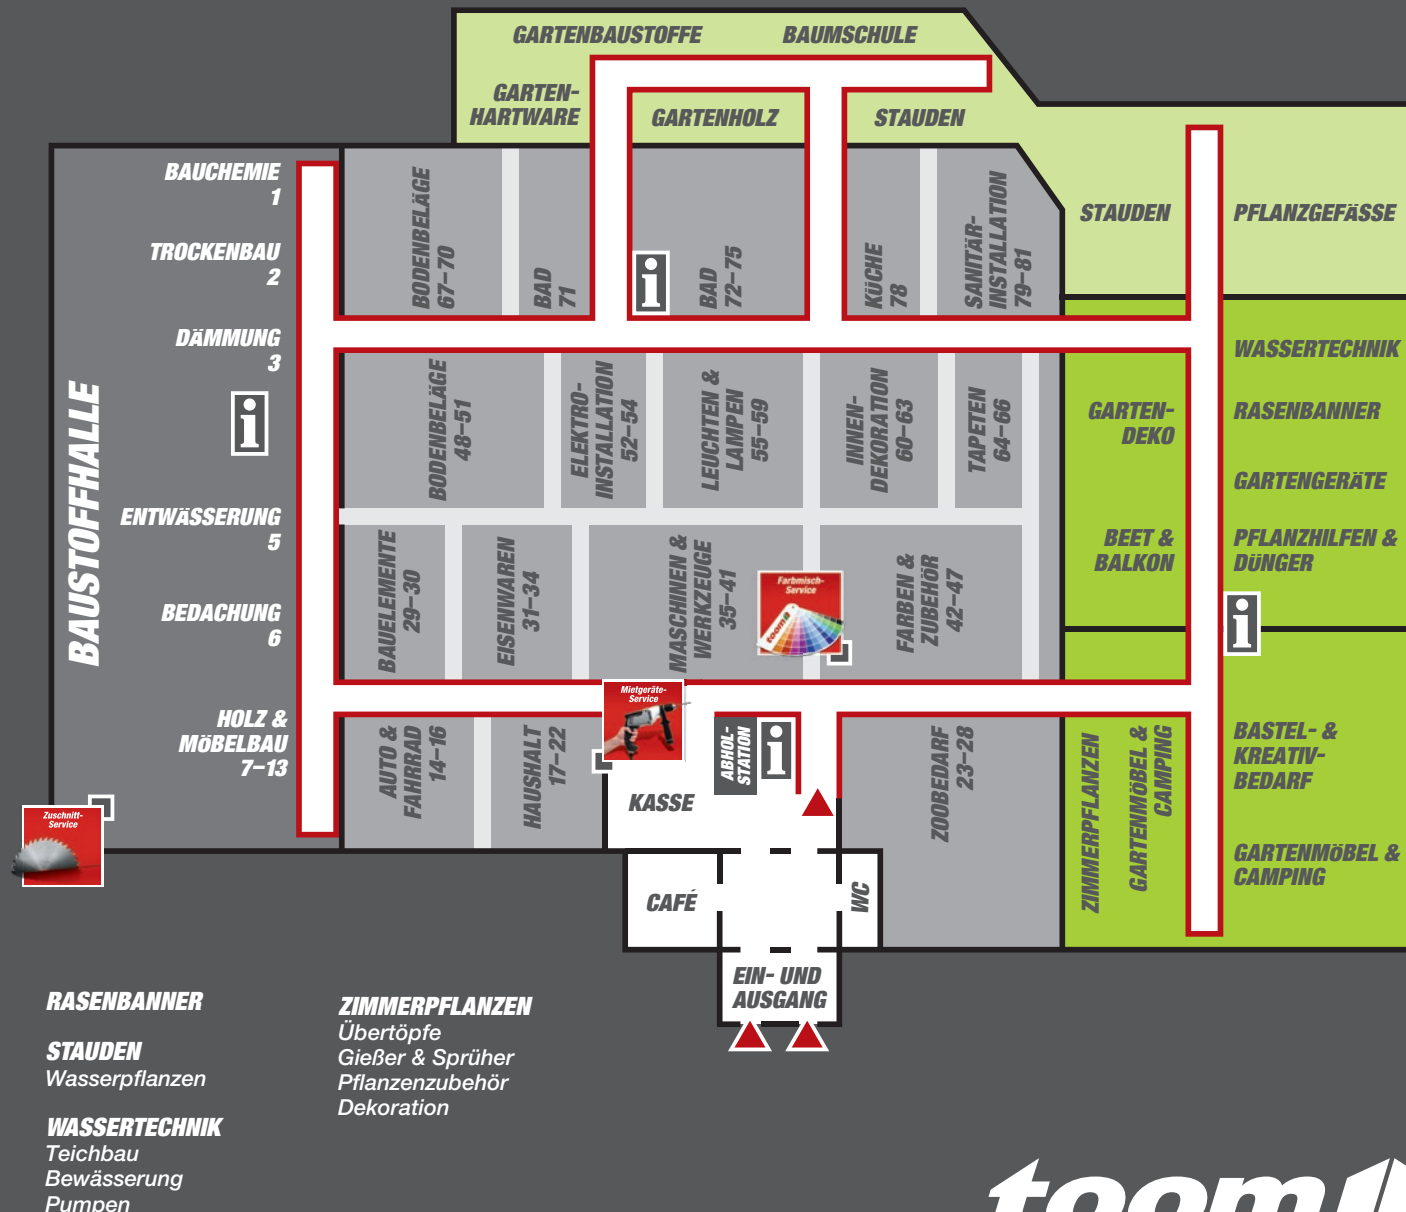 GARTENBAUSTOFFE
BAUMSCHULE
GARTEN-
HARTWARE
GARTENHOLZ
STAUDEN
STAUDEN
PFLANZGEFÄSSE
BAUSTOFFHALLE
BAUCHEMIE
1
TROCKENBAU
2
DÄMMUNG
3
i
ENTWÄSSERUNG
5
BEDACHUNG
6
HOLZ &
MÖBELBAU
7–13
Zuschnitt-
Service
BODENBELÄGE
67–70
BAD
71
i
BAD
72–75
KÜCHE
78
SANITÄR-
INSTALLATION
79–81
BODENBELÄGE
48–51
ELEKTRO-
INSTALLATION
52–54
LEUCHTEN &
LAMPEN
55–59
INNEN-
DEKORATION
60–63
TAPETEN
64–66
BAUELEMENTE
29–30
EISENWAREN
31–34
MASCHINEN &
WERKZEUGE
35–41
Farbmisch-
Service
toom
FARBEN &
ZUBEHÖR
42–47
AUTO &
FAHRRAD
14–16
HAUSHALT
17–22
Mietgeräte-
Service
ABHOL-
STATION
i
KASSE
ZOOBEDARF
23–28
CAFÉ
WC
EIN- UND
AUSGANG
GARTEN-
DEKO
BEET &
BALKON
ZIMMERPFLANZEN
GARTENMÖBEL &
CAMPING
WASSERTECHNIK
RASENBANNER
GARTENGERÄTE
PFLANZHILFEN &
DÜNGER
i
BASTEL- &
KREATIV-
BEDARF
GARTENMÖBEL &
CAMPING
RASENBANNER
STAUDEN
Wasserpflanzen
WASSERTECHNIK
Teichbau
Bewässerung
Pumpen
ZIMMERPFLANZEN
Übertöpfe
Gießer & Sprüher
Pflanzenzubehör
Dekoration
toom